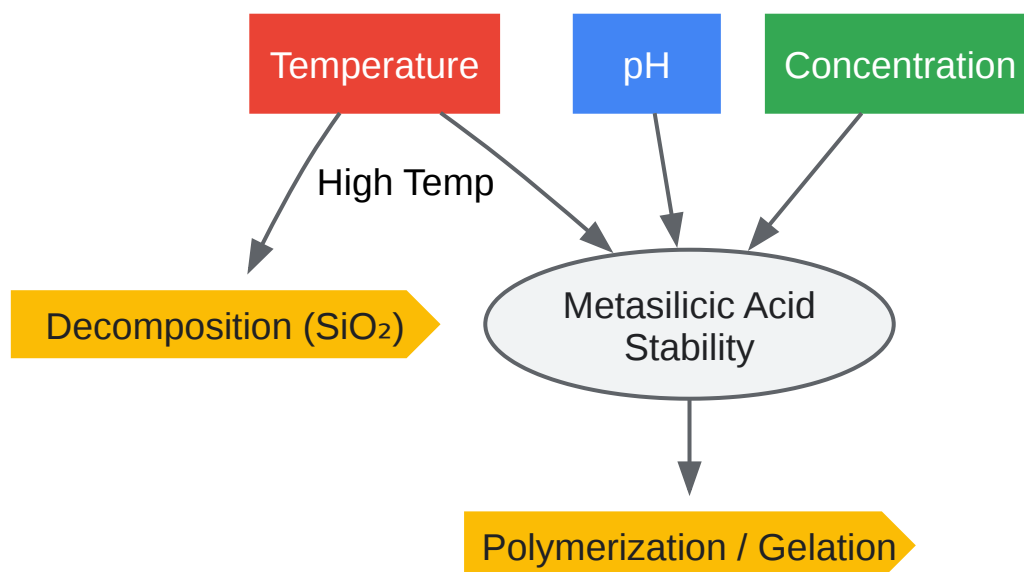 Temperature
pH
Concentration
High Temp
Decomposition (SiO₂)
Metasilicic Acid
Stability
Polymerization / Gelation